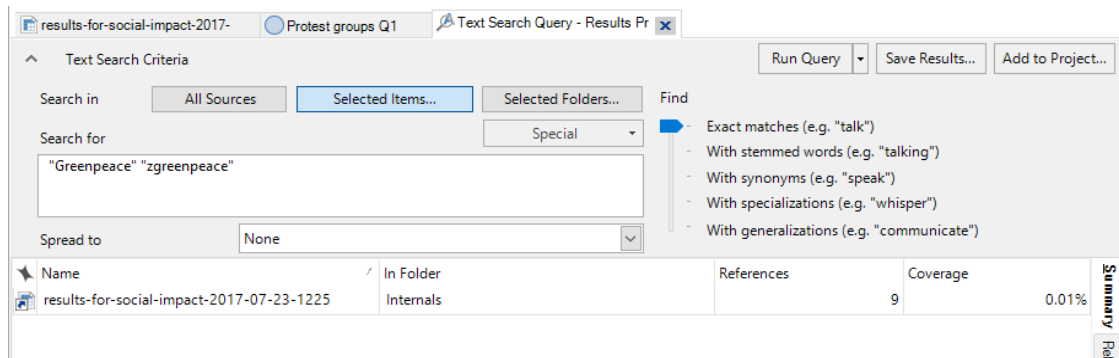 results-for-social-impact-2017- Protest groups Q1 Text Search Query - Results Pr
Text Search Criteria Run Query Save Results... Add to Project...
Search in All Sources Selected Items... Selected Folders... Find
Search for Special Exact matches (e.g. "talk")
"Greenpeace" "zgreenpeace" With stemmed words (e.g. "talking")
With synonyms (e.g. "speak")
With specializations (e.g. "whisper")
Spread to None With generalizations (e.g. "communicate")
Name In Folder References Coverage
results-for-social-impact-2017-07-23-1225 Internals 9 0.01%
Summary